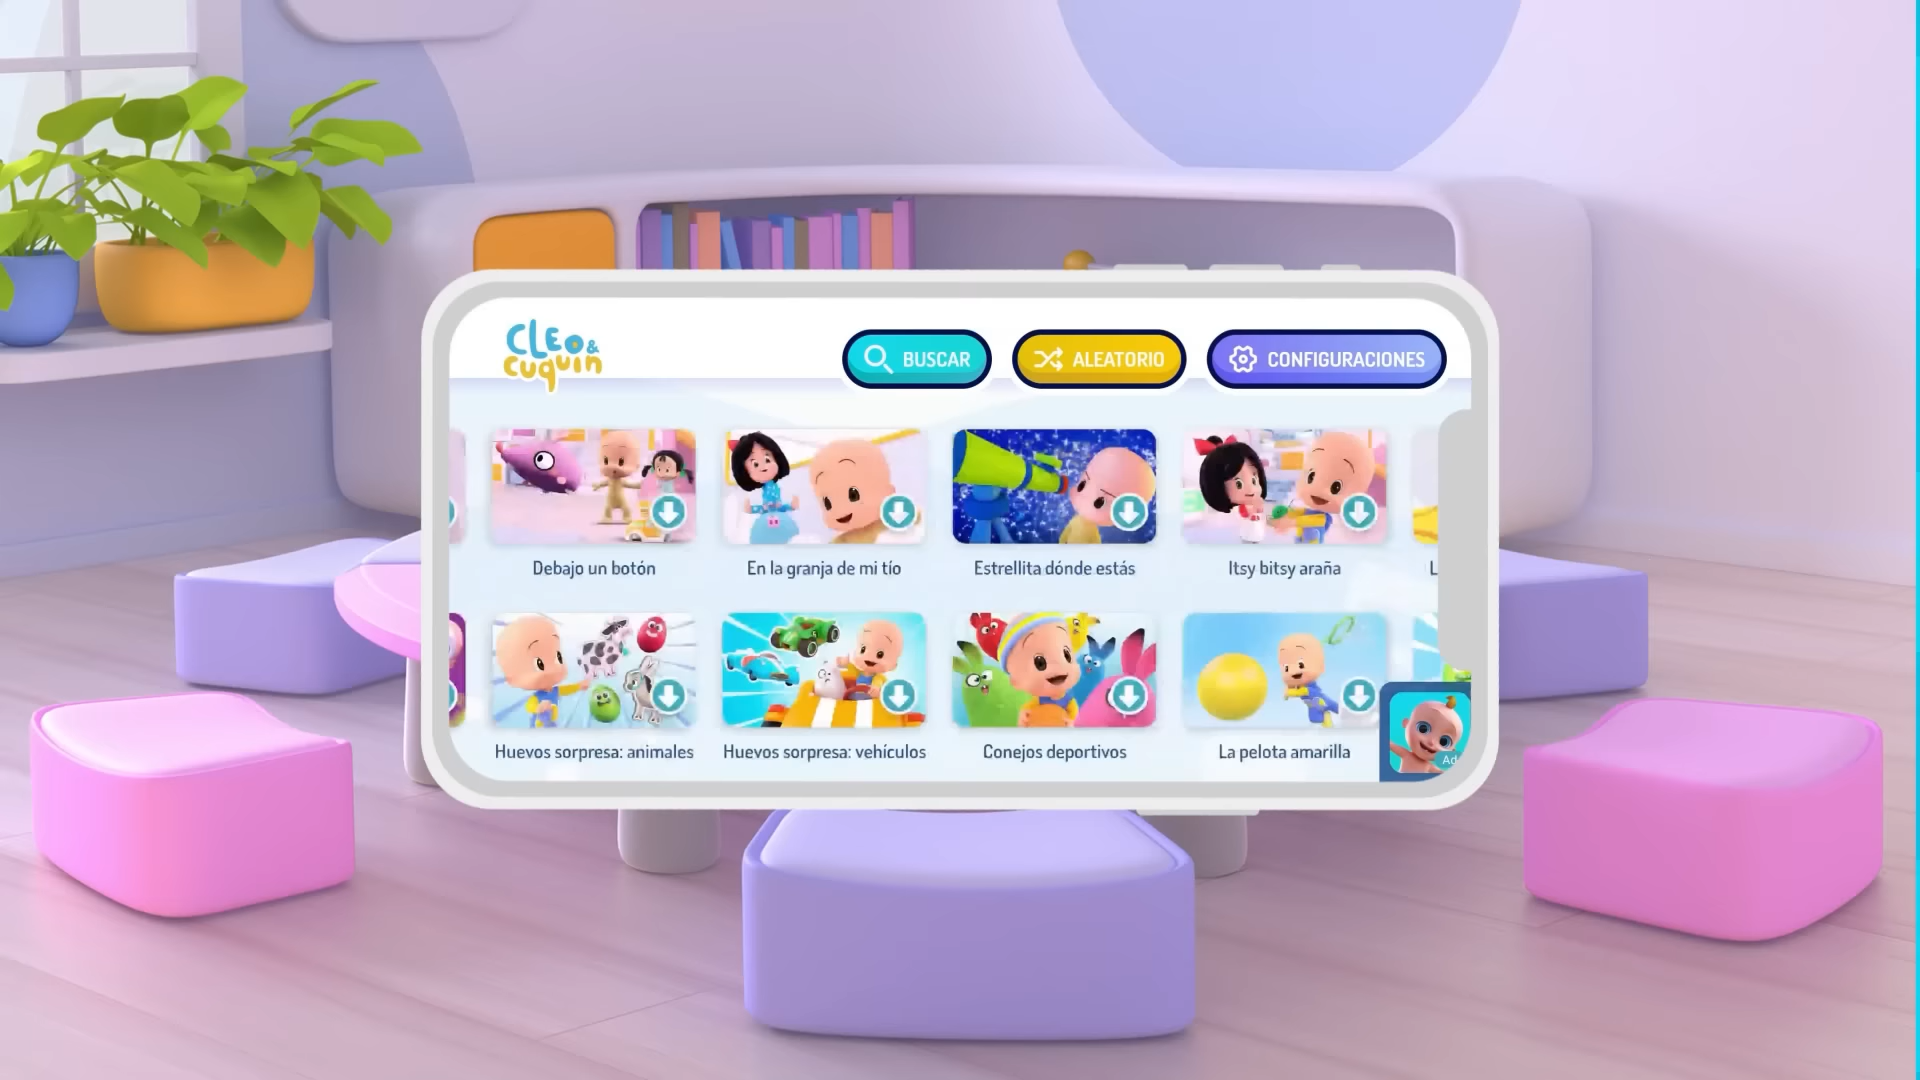 CLEO &
cuquin
BUSCAR
ALEATORIO
CONFIGURACIONES
Debajo un botón
En la granja de mi tío
Estrellita dónde estás
Itsy bitsy araña
L
Huevos sorpresa: animales
Huevos sorpresa: vehículos
Conejos deportivos
La pelota amarilla
Ad